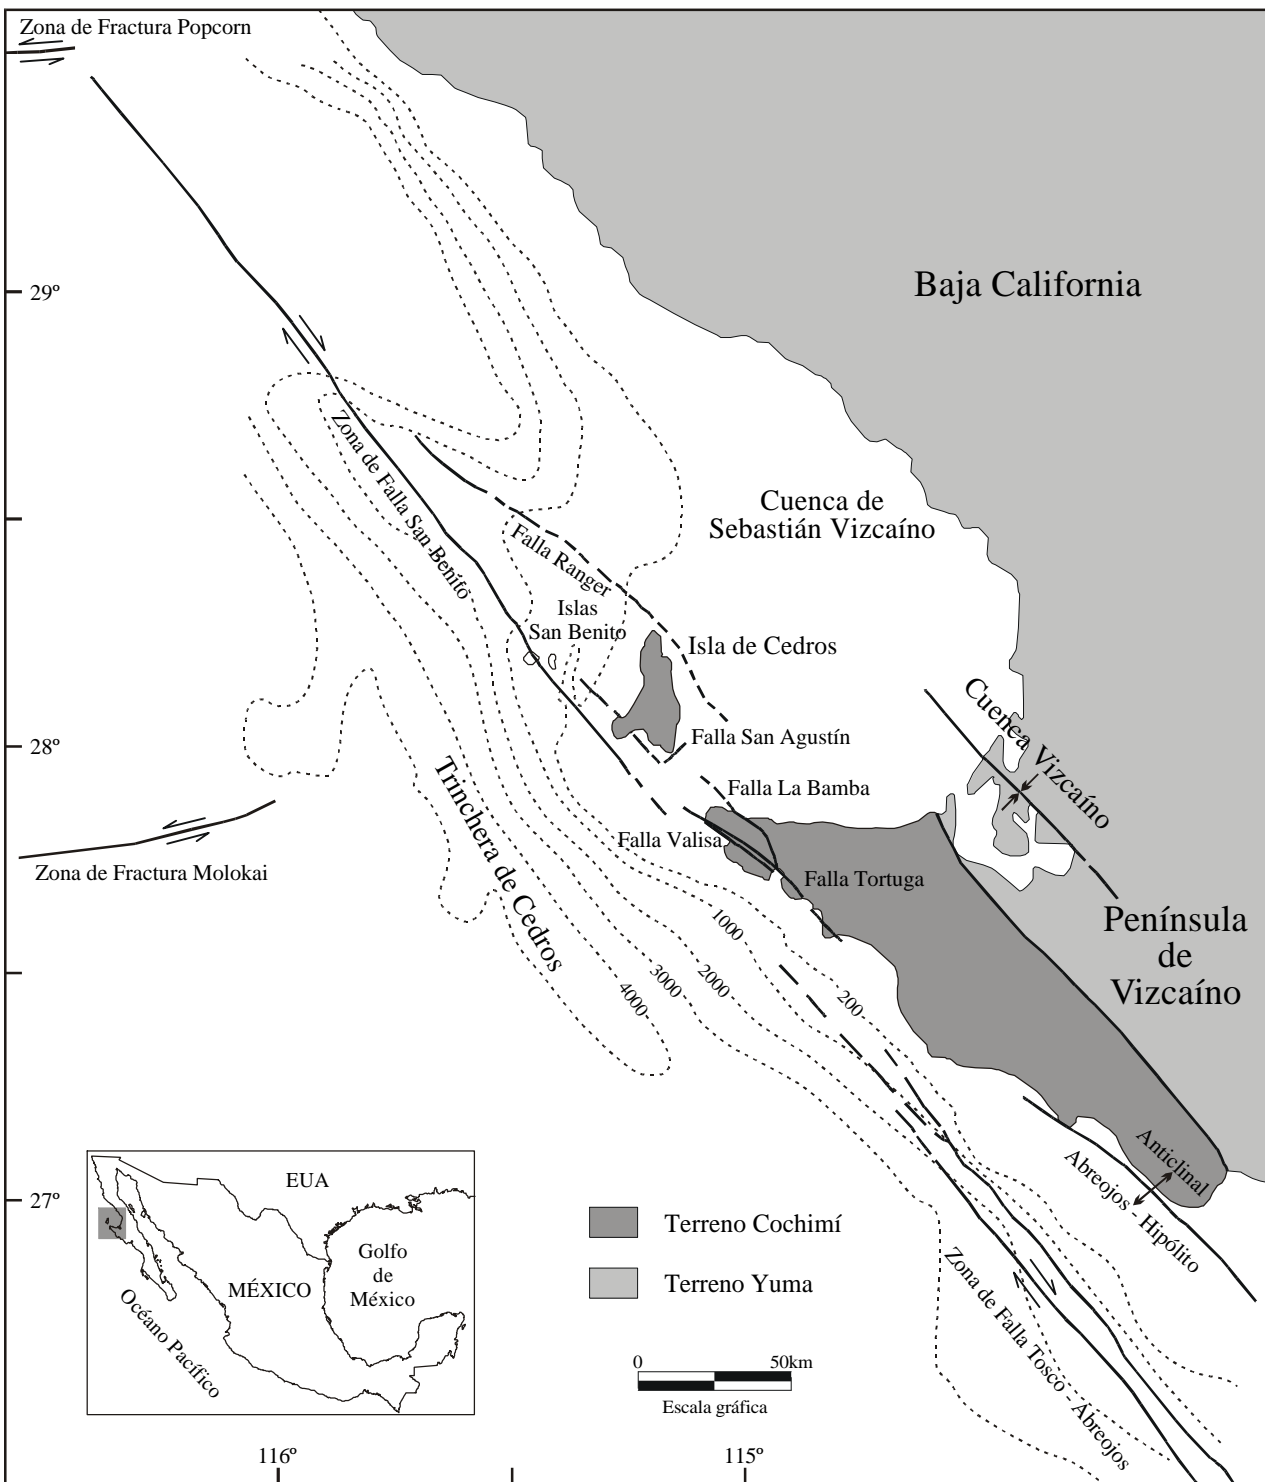 Zona de Fractura Popcorn
29º
Baja California
Zona de Falla San Benito
Cuenca de
Sebastián Vizcaíno
Falla Ranger
Islas
San Benito
Isla de Cedros
Cuenca Vizcaíno
28º
Falla San Agustín
Trinchera de Cedros
Falla La Bamba
Falla Valisa
Zona de Fractura Molokai
Falla Tortuga
Península
de
Vizcaíno
1000
2000
3000
4000
200
Anticlinal
Abreojos - Hipólito
27º
EUA
Golfo
de
México
MÉXICO
Océano Pacífico
Terreno Cochimí
Terreno Yuma
Zona de Falla Tosco - Abreojos
0 50km
Escala gráfica
116º 115º